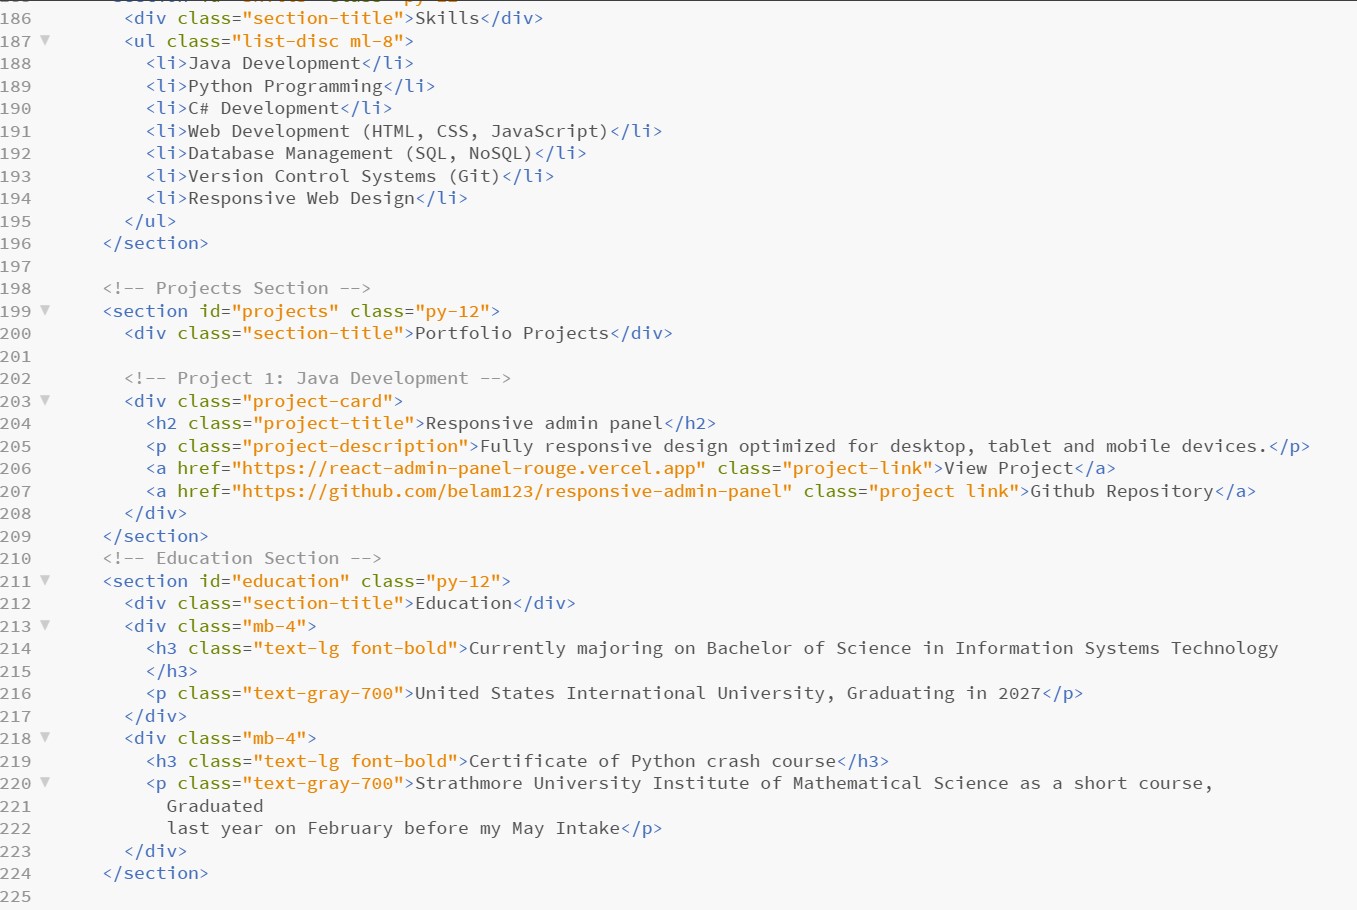 186 <div class="section-title">Skills</div>
187 <ul class="list-disc ml-8">
188 <li>Java Development</li>
189 <li>Python Programming</li>
190 <li>C# Development</li>
191 <li>Web Development (HTML, CSS, JavaScript)</li>
192 <li>Database Management (SQL, NoSQL)</li>
193 <li>Version Control Systems (Git)</li>
194 <li>Responsive Web Design</li>
195 </ul>
196 </section>
197
198 <!-- Projects Section -->
199 <section id="projects" class="py-12">
200 <div class="section-title">Portfolio Projects</div>
201
202 <!-- Project 1: Java Development -->
203 <div class="project-card">
204 <h2 class="project-title">Responsive admin panel</h2>
205 <p class="project-description">Fully responsive design optimized for desktop, tablet and mobile devices.</p>
206 <a href="https://react-admin-panel-rouge.vercel.app" class="project-link">View Project</a>
207 <a href="https://github.com/belam123/responsive-admin-panel" class="project link">Github Repository</a>
208 </div>
209 </section>
210 <!-- Education Section -->
211 <section id="education" class="py-12">
212 <div class="section-title">Education</div>
213 <div class="mb-4">
214 <h3 class="text-lg font-bold">Currently majoring on Bachelor of Science in Information Systems Technology
215 </h3>
216 <p class="text-gray-700">United States International University, Graduating in 2027</p>
217 </div>
218 <div class="mb-4">
219 <h3 class="text-lg font-bold">Certificate of Python crash course</h3>
220 <p class="text-gray-700">Strathmore University Institute of Mathematical Science as a short course,
221 Graduated
222 last year on February before my May Intake</p>
223 </div>
224 </section>
225